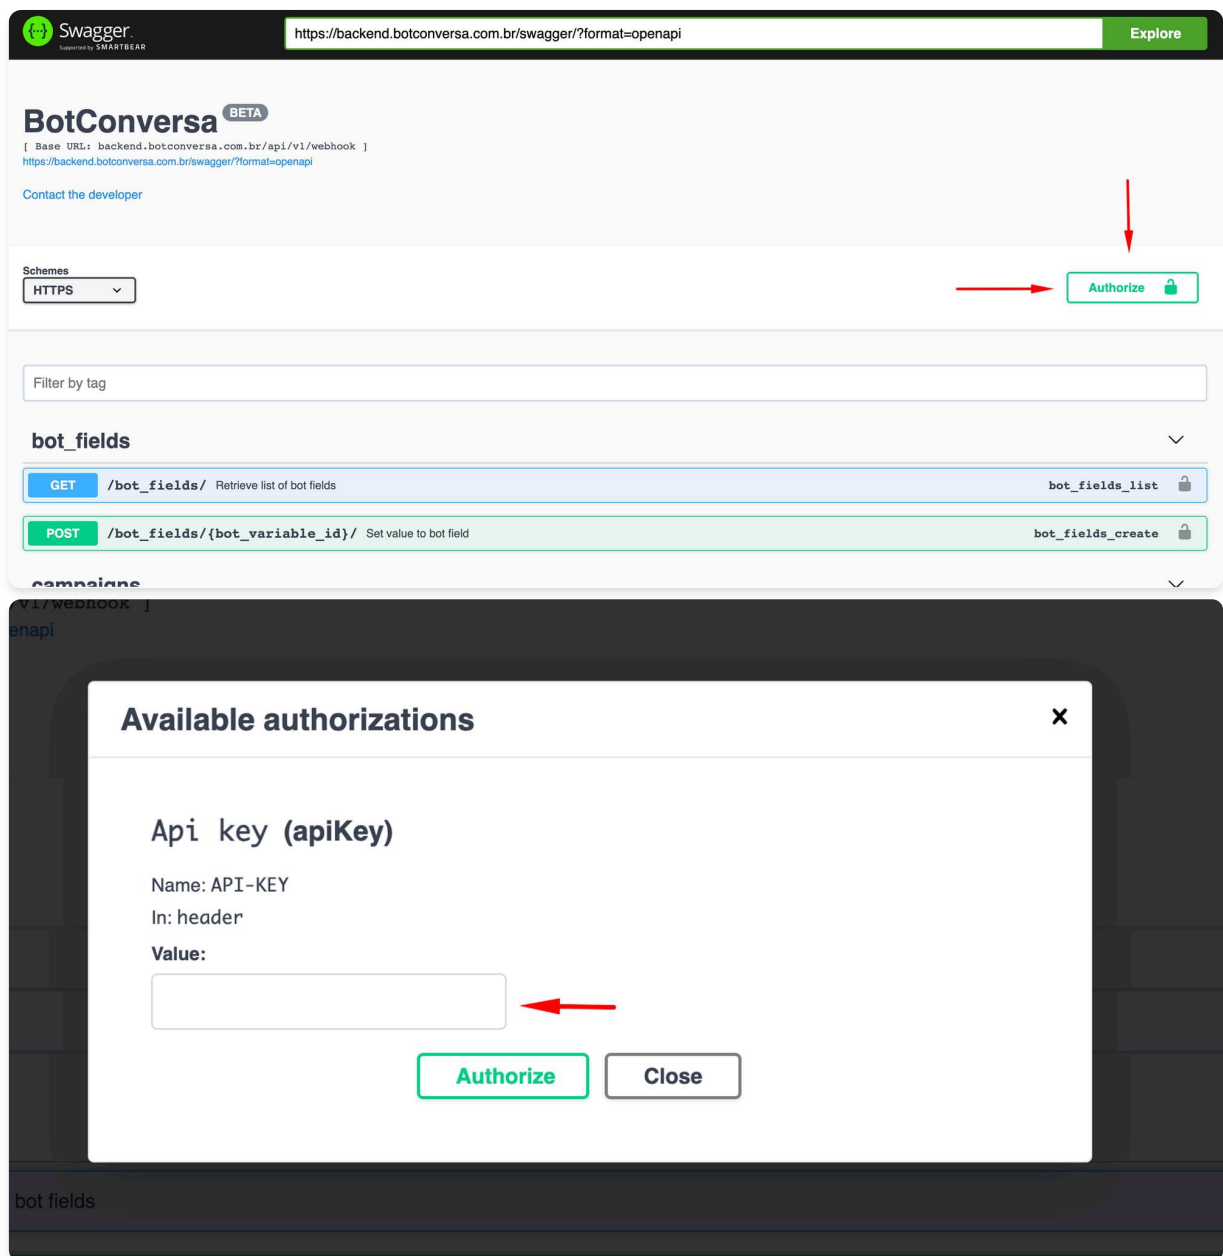 Swagger
Supported by SMARTBEAR
https://backend.botconversa.com.br/swagger/?format=openapi
Explore
BotConversa BETA
[ Base URL: backend.botconversa.com.br/api/v1/webhook ]
https://backend.botconversa.com.br/swagger/?format=openapi
Contact the developer
Schemes
HTTPS
Authorize
Filter by tag
bot_fields
GET /bot_fields/ Retrieve list of bot fields bot_fields_list
POST /bot_fields/{bot_variable_id}/ Set value to bot field bot_fields_create
campaigns
v1/webhook ]
enapi
Available authorizations
Api key (apiKey)
Name: API-KEY
In: header
Value:
Authorize Close
bot fields